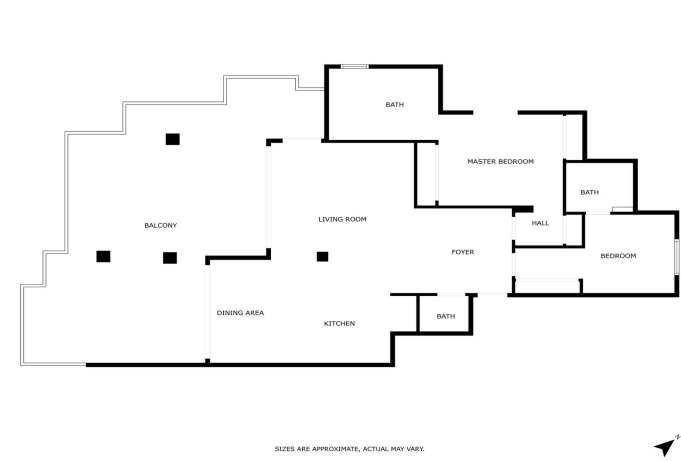 BATH
MASTER BEDROOM
BATH
LIVING ROOM
HALL
BALCONY
FOYER
BEDROOM
DINING AREA
BATH
KITCHEN
SIZES ARE APPROXIMATE, ACTUAL MAY VARY.
N